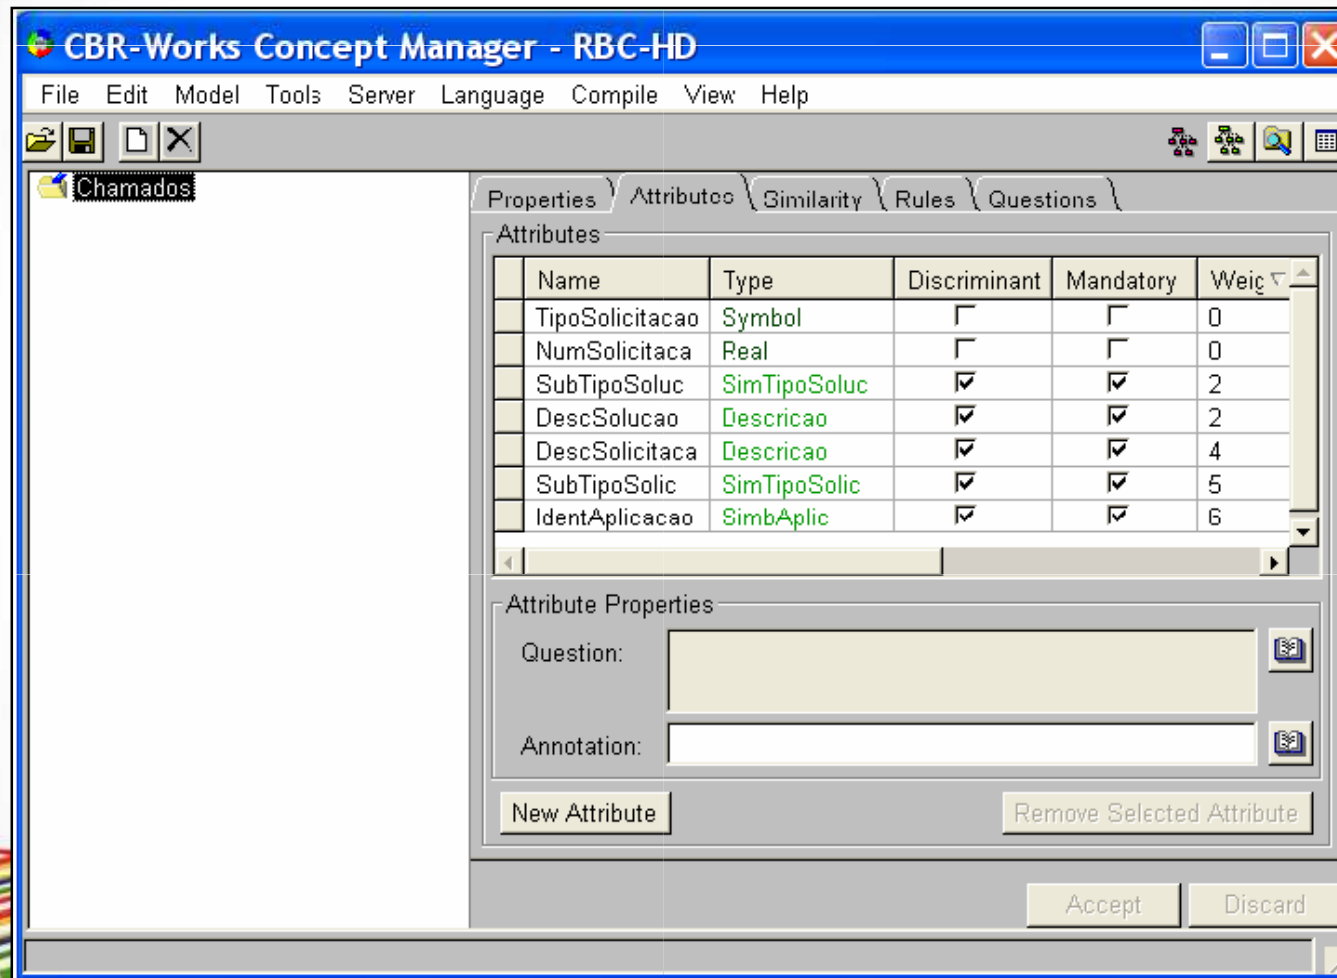 CBR-Works Concept Manager - RBC-HD
File Edit Model Tools Server Language Compile View Help
Chamados
Properties Attributes Similarity Rules Questions
Attributes
Name Type Discriminant Mandatory Weig
TipoSolicitacao Symbol 0
NumSolicitaca Real 0
SubTipoSoluc SimTipoSoluc 2
DescSolucao Descricao 2
DescSolicitaca Descricao 4
SubTipoSolic SimTipoSolic 5
IdentAplicacao SimbAplic 6
Attribute Properties
Question:
Annotation:
New Attribute Remove Selected Attribute
Accept Discard